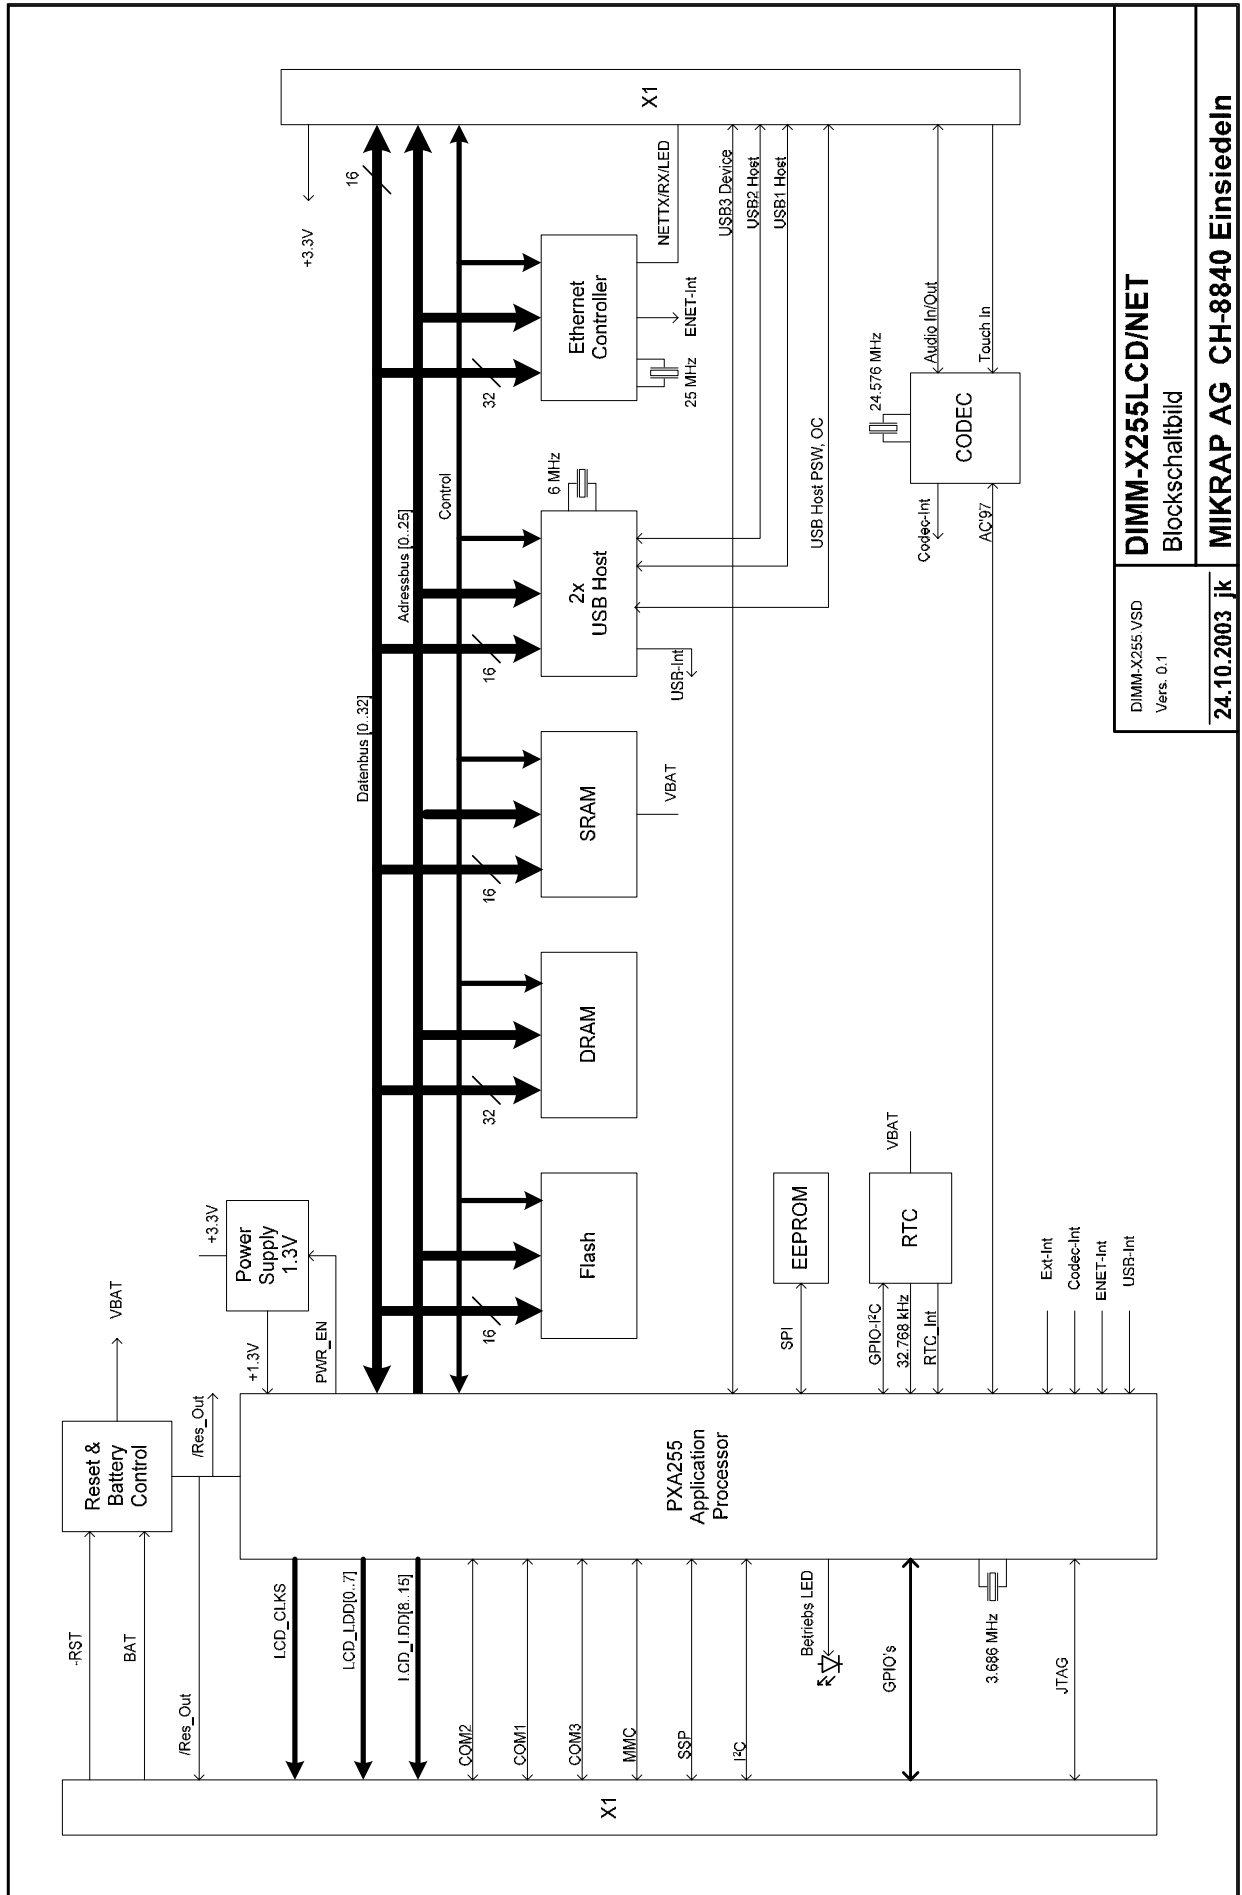 X1
-RST
BAT
/Res_Out
LCD_CLKS
LCD_LDD[0..7]
LCD_LDD[8..15]
COM2
COM1
COM3
MMC
SSP
I²C
Betriebs LED
GPIO's
3.686 MHz
JTAG
Reset &
Battery
Control
VBAT
/Res_Out
PXA255
Application
Processor
+1.3V
PWR_EN
Power
Supply
1.3V
+3.3V
Datenbus [0..32]
Adressbus [0..25]
Control
16
Flash
32
DRAM
16
SRAM
VBAT
16
2x
USB Host
6 MHz
USB-Int
32
Ethernet
Controller
25 MHz
ENET-Int
NETTX/RX/LED
16
+3.3V
X1
USB3 Device
USB2 Host
USB1 Host
USB Host PSW, OC
SPI
EEPROM
GPIO-I²C
32.768 kHz
RTC_Int
RTC
VBAT
AC'97
Codec-Int
CODEC
24.576 MHz
Audio In/Out
Touch In
Ext-Int
Codec-Int
ENET-Int
USB-Int
DIMM-X255.VSD
Vers. 0.1
24.10.2003 jk
DIMM-X255LCD/NET
Blockschaltbild
MIKRAP AG CH-8840 Einsiedeln